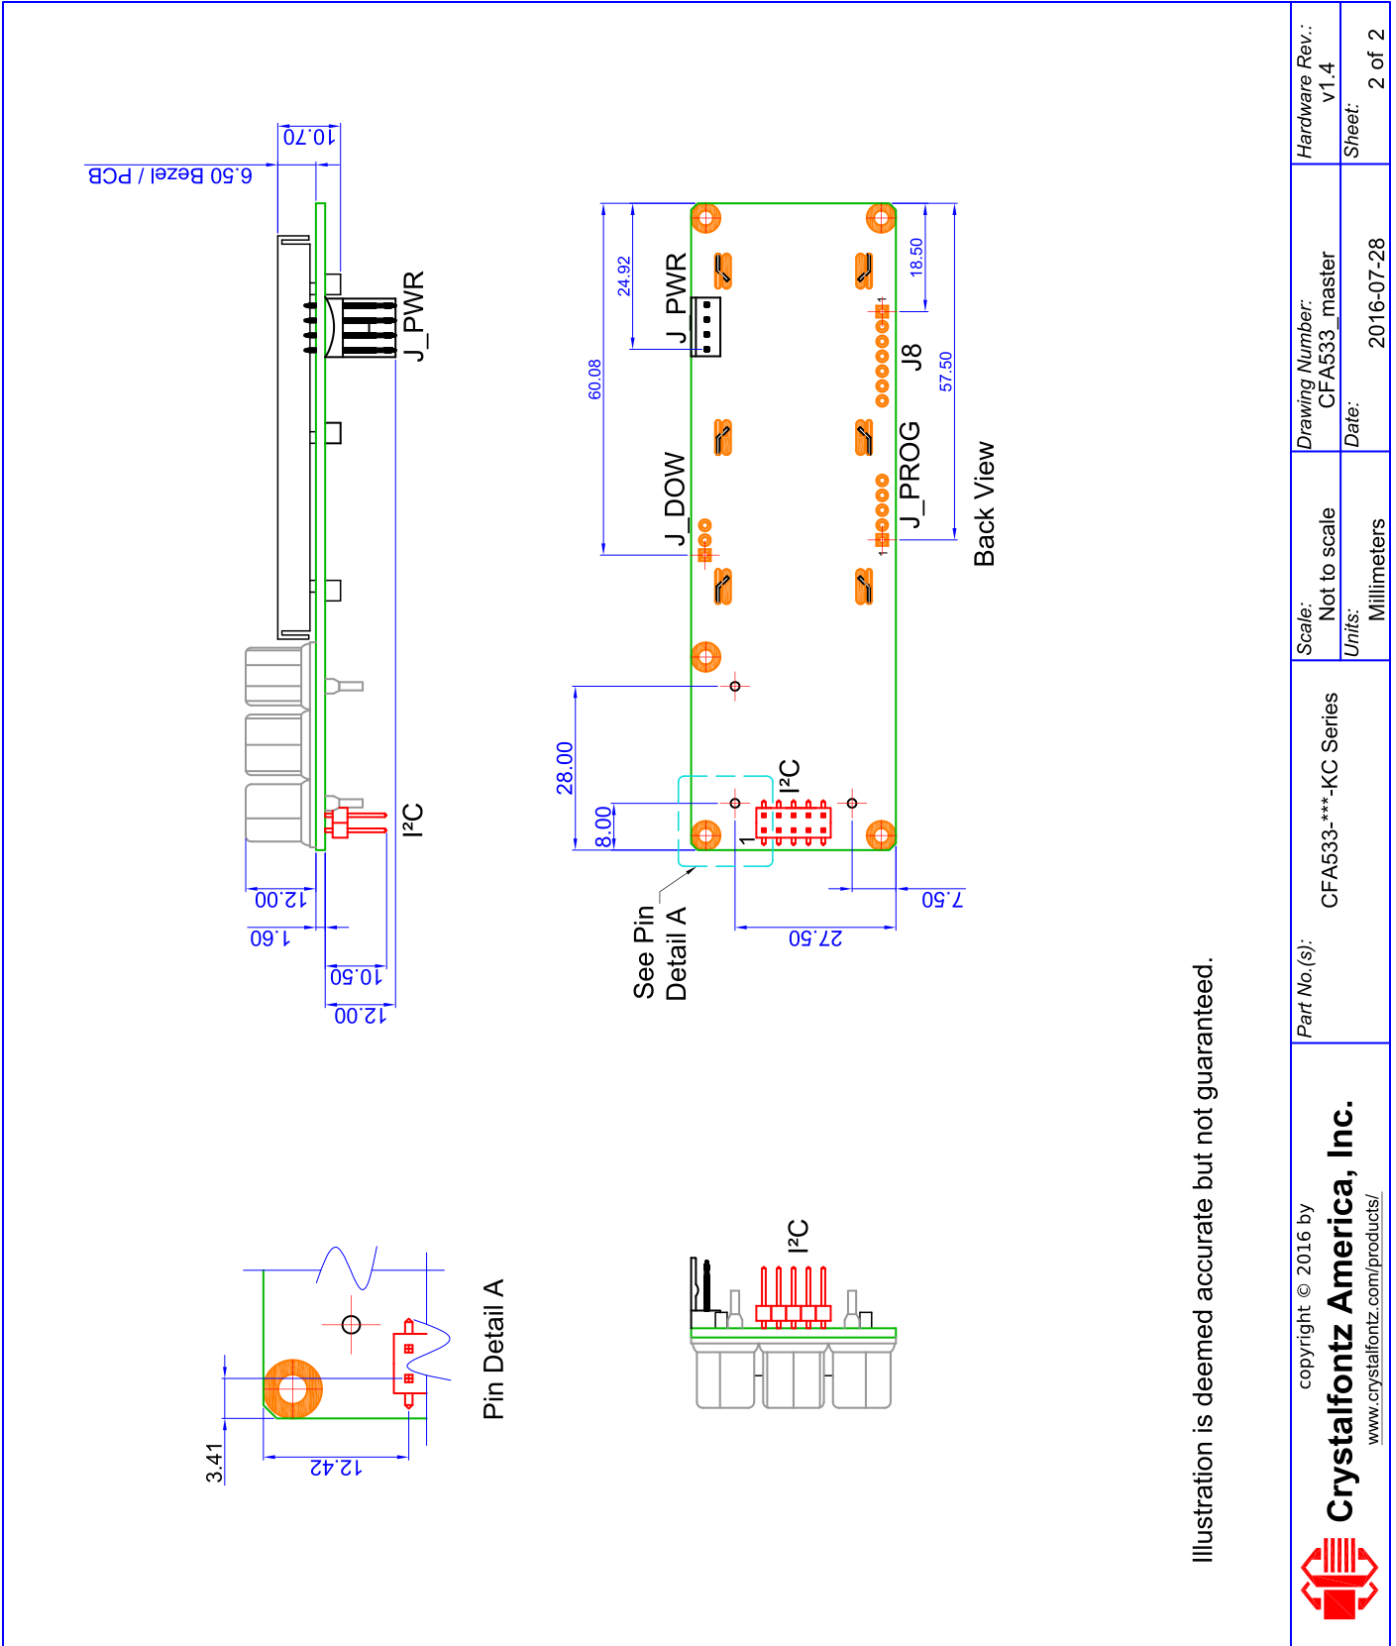 6.50 Bezel / PCB
10.70
J_PWR
I²C
12.00
1.60
10.50
12.00
60.08
24.92
J_PWR
J_DOW
18.50
57.50
1
J8
1
J_PROG
Back View
28.00
8.00
I²C
1
See Pin
Detail A
27.50
7.50
3.41
12.42
Pin Detail A
I²C
Illustration is deemed accurate but not guaranteed.
copyright © 2016 by
Crystalfontz America, Inc.
www.crystalfontz.com/products/
Part No.(s):
CFA533-***-KC Series
Scale:
Not to scale
Units:
Millimeters
Drawing Number:
CFA533_master
Date:
2016-07-28
Hardware Rev.:
v1.4
Sheet:
2 of 2